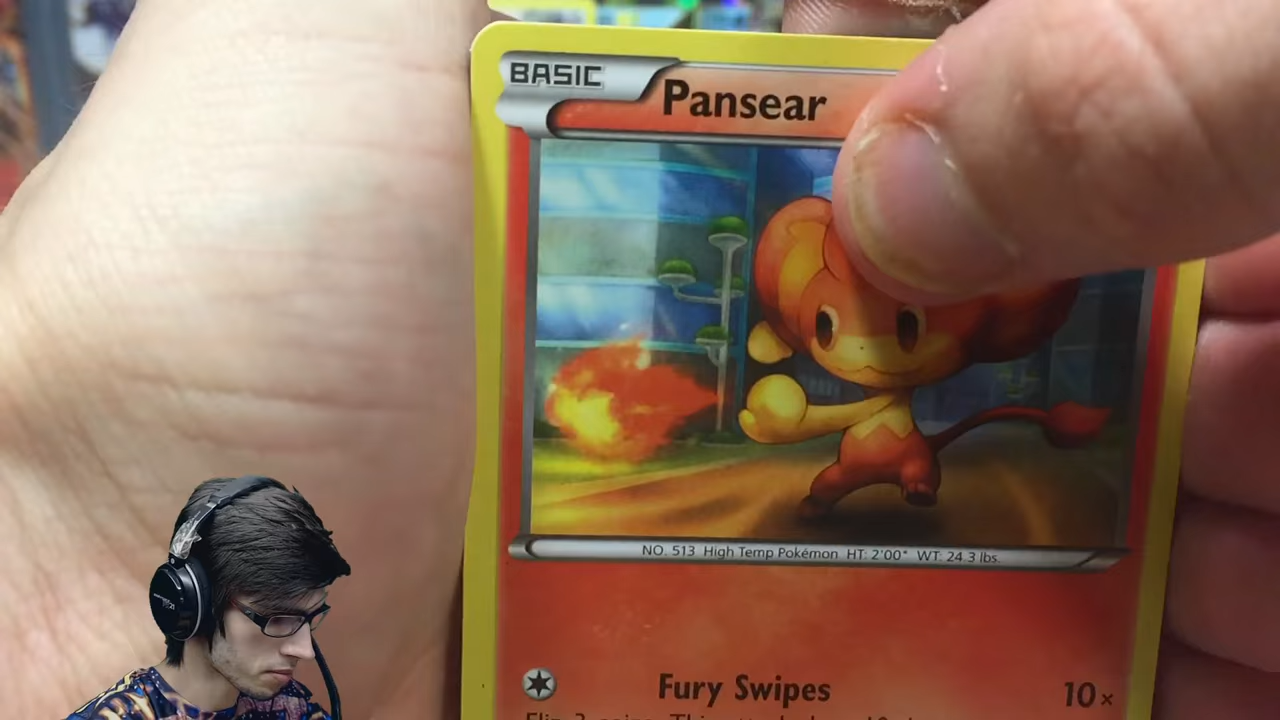 BASIC
Pansear
NO. 513 High Temp Pokémon HT: 2'00" WT: 24.3 lbs.
Fury Swipes 10×